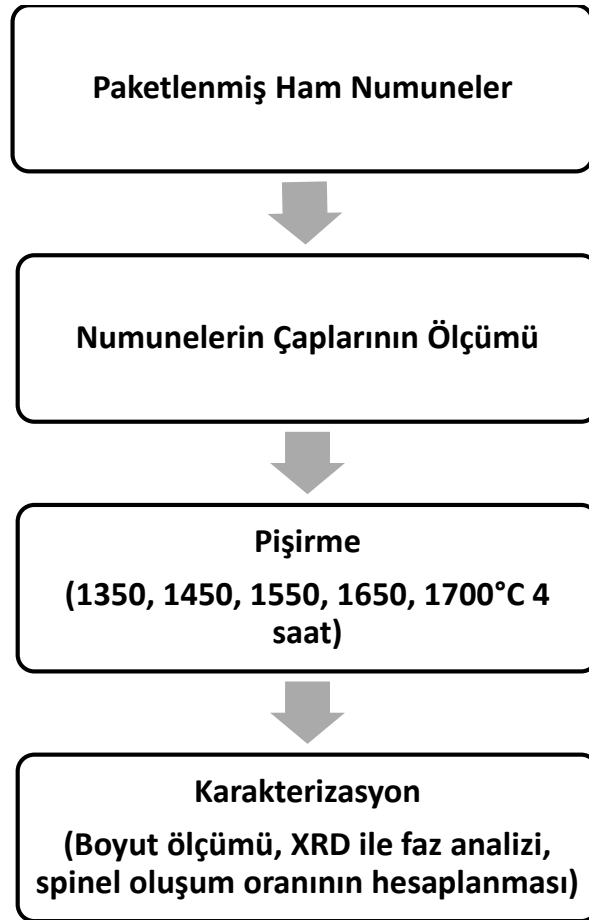 Paketlenmiş Ham Numuneler
Numunelerin Çaplarının Ölçümü
Pişirme
(1350, 1450, 1550, 1650, 1700°C 4
saat)
Karakterizasyon
(Boyut ölçümü, XRD ile faz analizi,
spinel oluşum oranının hesaplanması)